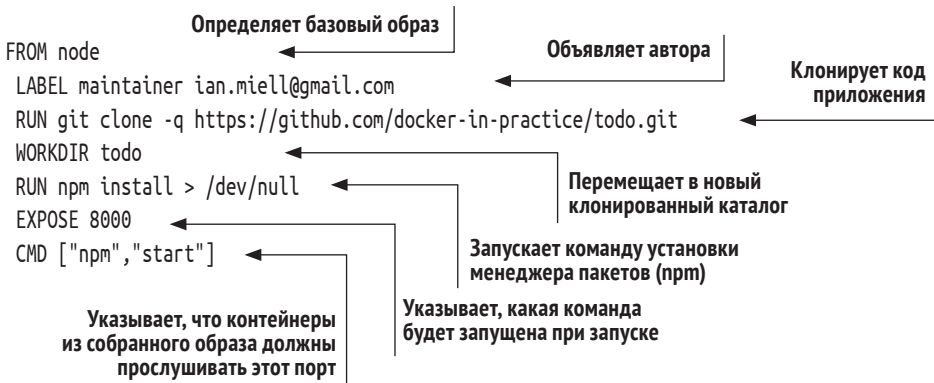 Определяет базовый образ
FROM node
Объявляет автора
LABEL maintainer ian.miell@gmail.com
Клонирует код
приложения
RUN git clone -q https://github.com/docker-in-practice/todo.git
WORKDIR todo
Перемещает в новый
клонированный каталог
RUN npm install > /dev/null
Запускает команду установки
менеджера пакетов (npm)
EXPOSE 8000
CMD ["npm","start"]
Указывает, какая команда
будет запущена при запуске
Указывает, что контейнеры
из собранного образа должны
прослушивать этот порт